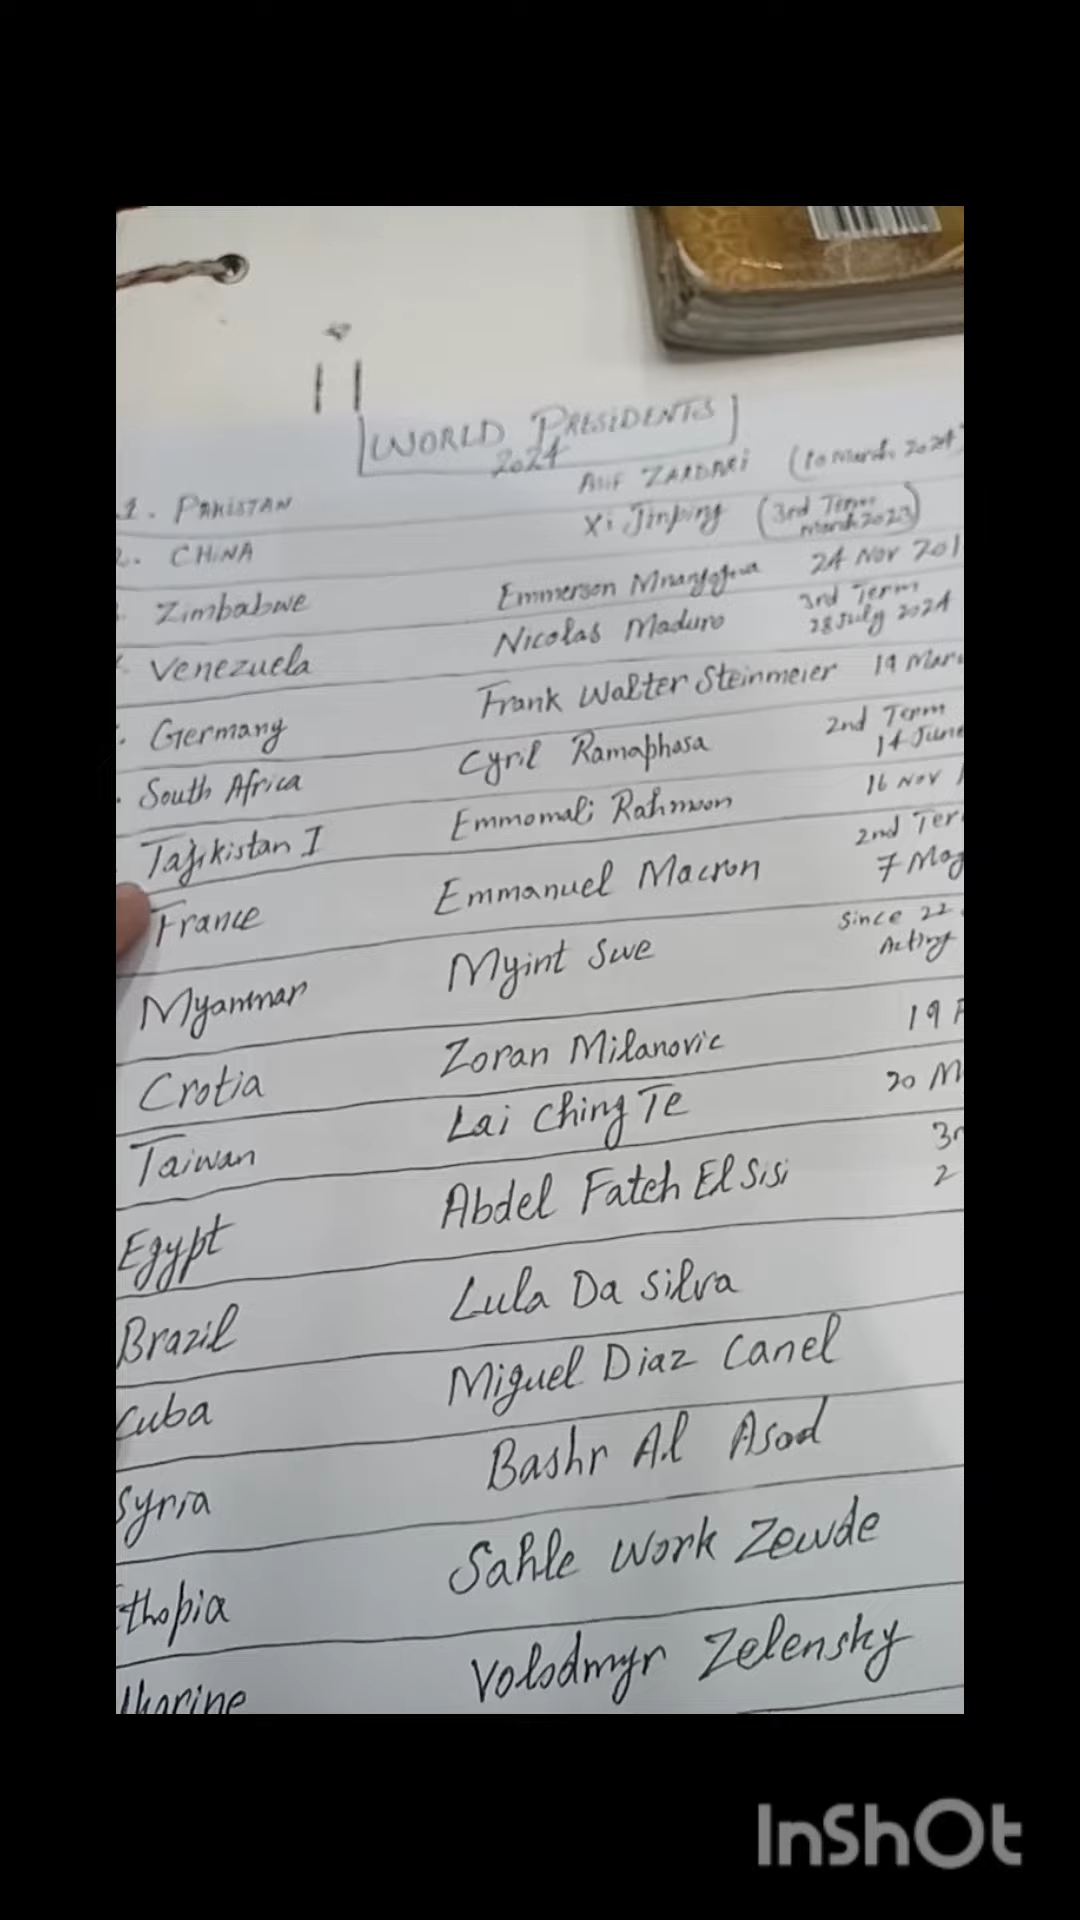 WORLD PRESIDENTS
2024
1. PAKISTAN ASIF ZARDARI (10 March 2024)
2. CHINA Xi Jinping (3rd Term March 2023)
Zimbabwe Emmerson Mnangagwa 24 Nov 201
Venezuela Nicolas Maduro 3rd Term 28 July 2024
Germany Frank Walter Steinmeier 19 Mar
South Africa Cyril Ramaphosa 2nd Term 14 June
Tajikistan I Emmomali Rahmon 16 Nov 1
France Emmanuel Macron 2nd Ter 7 May
Myanmar Myint Swe Since 22 Acting
Crotia Zoran Milanovic 19 F
Taiwan Lai Ching Te 20 M
Egypt Abdel Fateh El Sisi 3r 2
Brazil Lula Da Silva
Cuba Miguel Diaz Canel
Syria Bashr Al Asad
Ethopia Sahle Work Zewde
Volodmyr Zelensky
InShOt